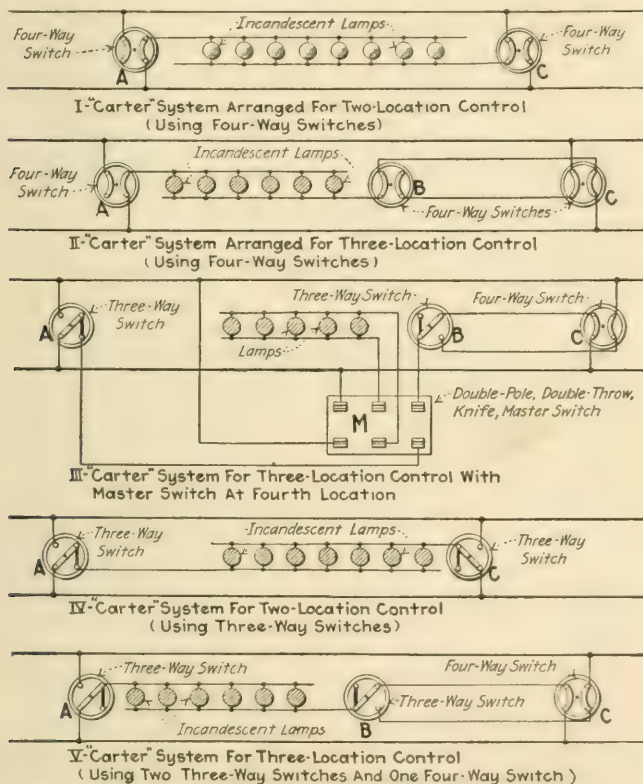 Incandescent Lamps
Four-Way
Switch
A
C
Four-Way
Switch
I-"Carter" System Arranged For Two-Location Control
(Using Four-Way Switches)
Incandescent Lamps
Four-Way
Switch
A
B
C
Four-Way Switches
II-"Carter" System Arranged For Three-Location Control
(Using Four-Way Switches)
Three-Way
Switch
A
Three-Way Switch
Four-Way Switch
B
C
Lamps
M
Double-Pole, Double-Throw,
Knife, Master Switch
III-"Carter" System For Three-Location Control With
Master Switch At Fourth Location
Three-Way
Switch
A
Incandescent Lamps
C
Three-Way
Switch
IV-"Carter" System For Two-Location Control
(Using Three-Way Switches)
Three-Way Switch
A
Four-Way Switch
Three-Way Switch
B
C
Incandescent Lamps
V-"Carter" System For Three-Location Control
(Using Two Three-Way Switches And One Four-Way Switch)